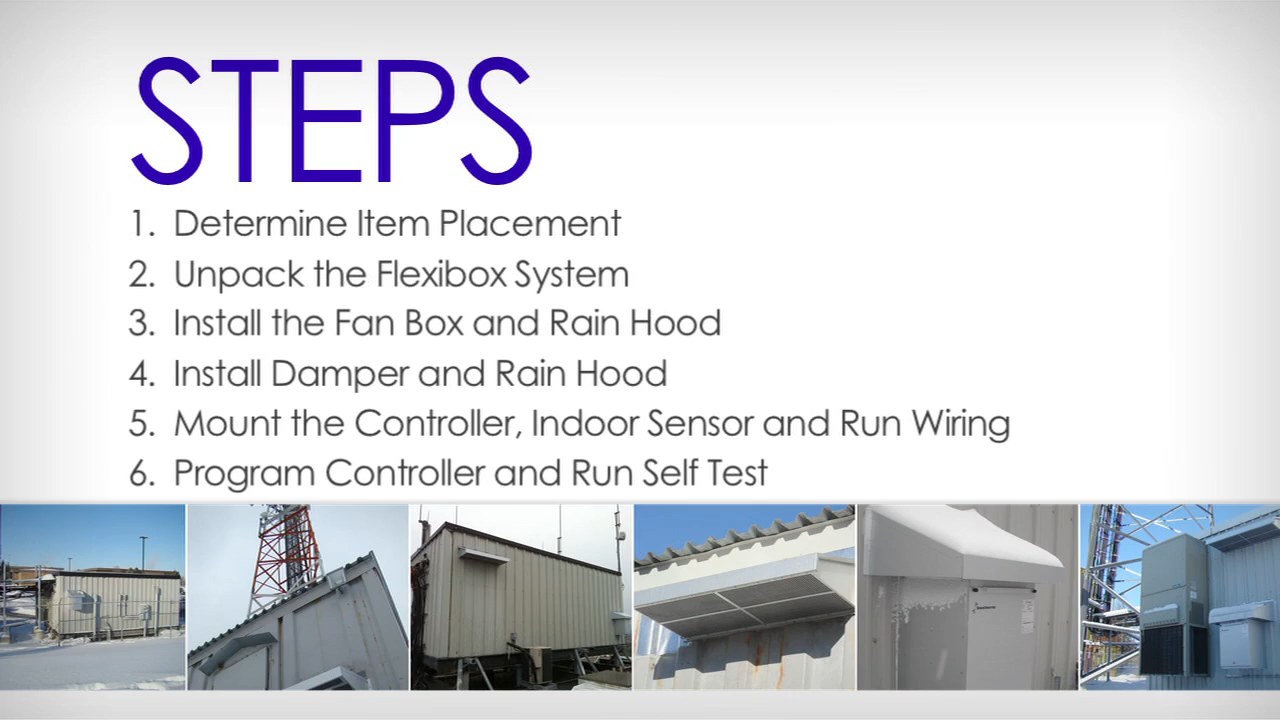 STEPS
1. Determine Item Placement
2. Unpack the Flexibox System
3. Install the Fan Box and Rain Hood
4. Install Damper and Rain Hood
5. Mount the Controller, Indoor Sensor and Run Wiring
6. Program Controller and Run Self Test